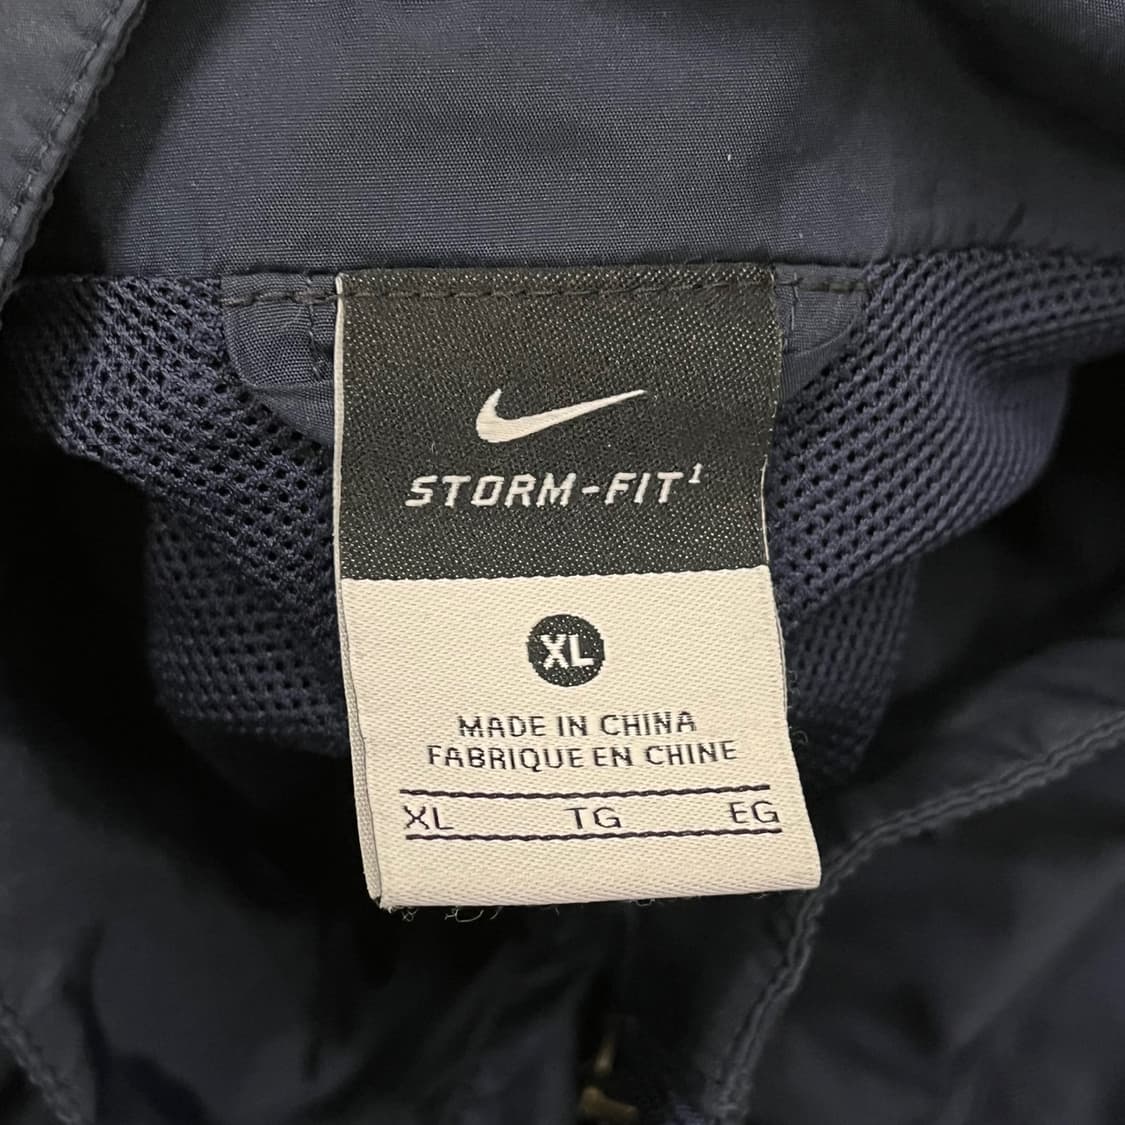 STORM-FIT¹
XL
MADE IN CHINA
FABRIQUE EN CHINE
XL TG EG